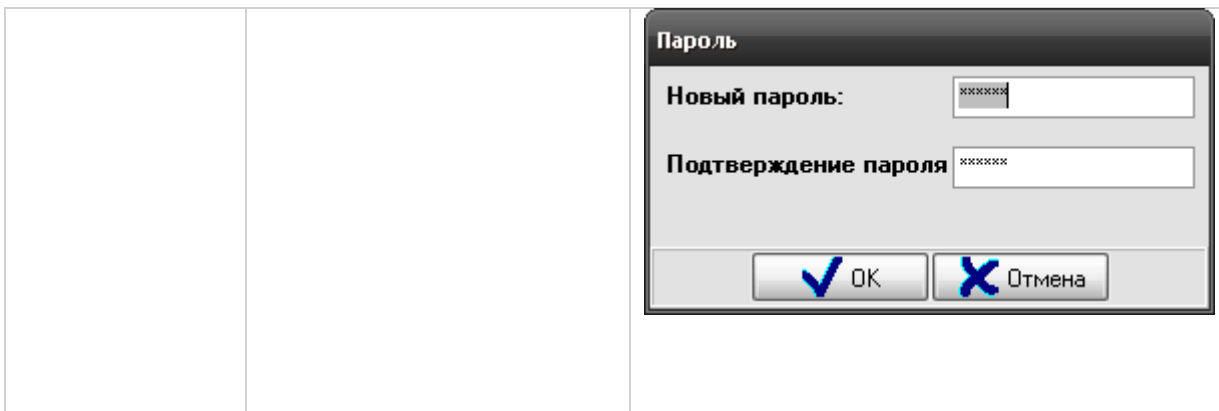 Пароль
Новый пароль: ******
Подтверждение пароля ******
OK Отмена